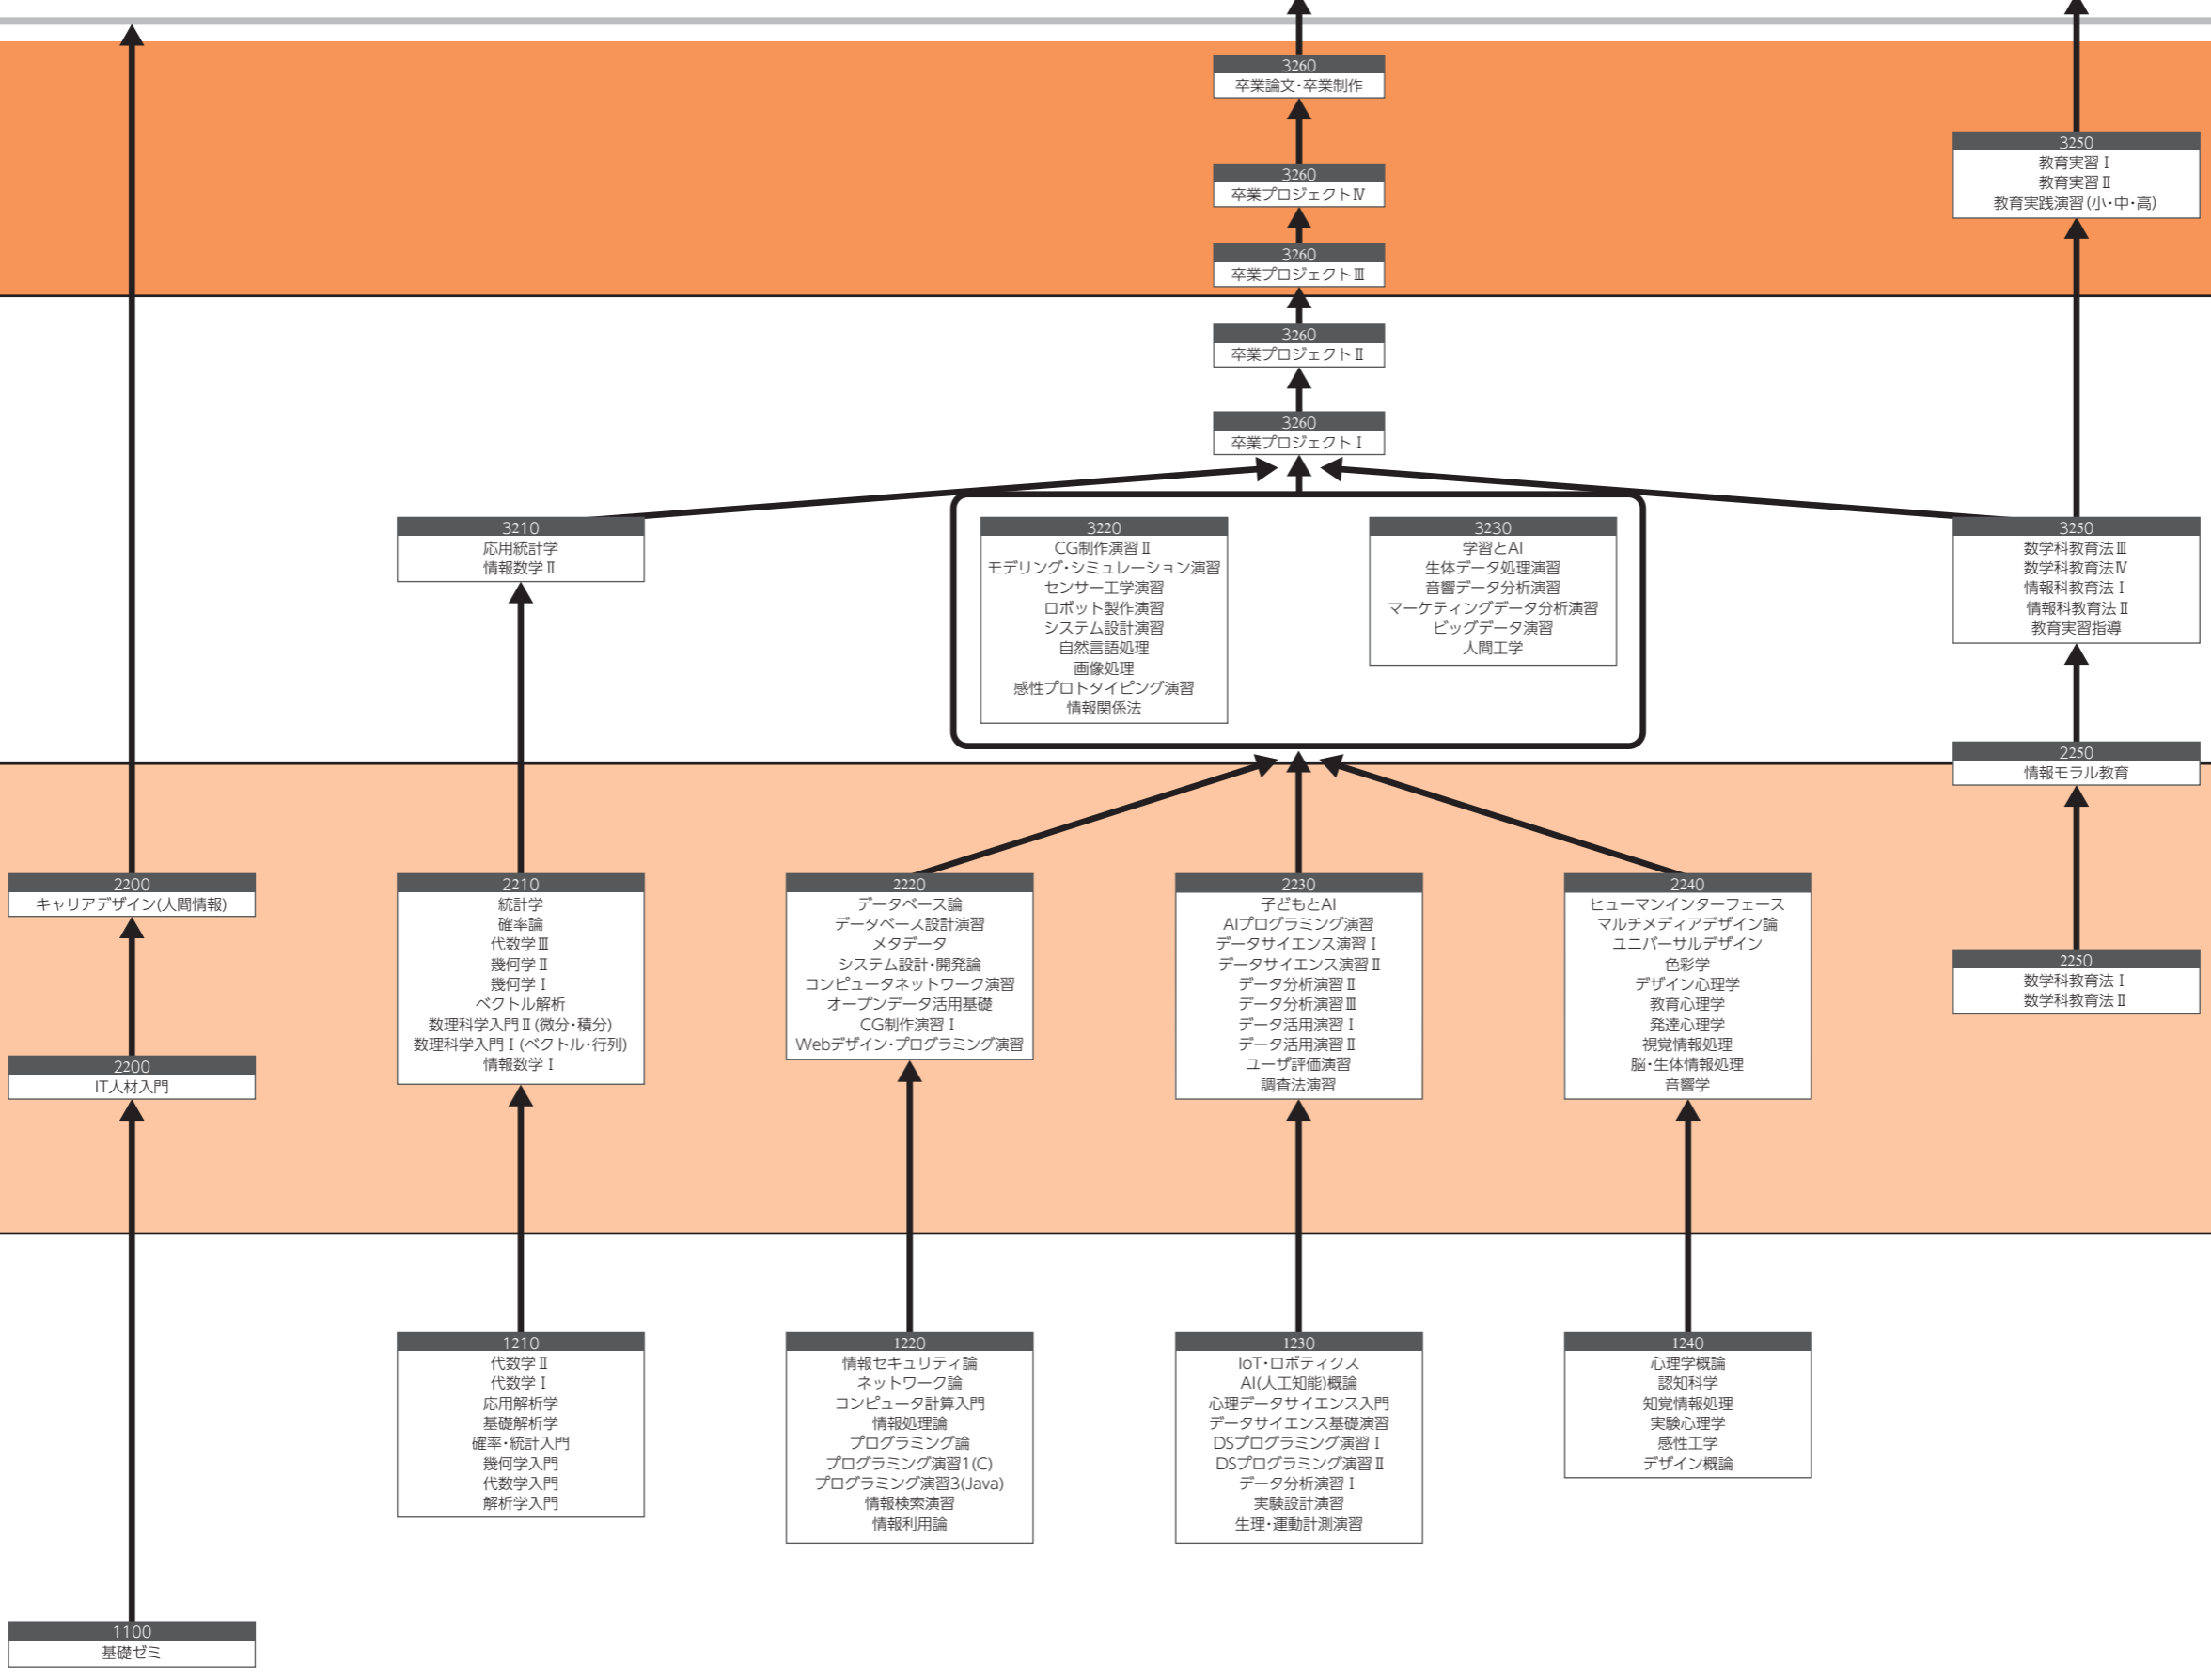 3260
卒業論文・卒業制作
3250
教育実習Ⅰ
教育実習Ⅱ
教育実践演習(小・中・高)
3260
卒業プロジェクトⅣ
3260
卒業プロジェクトⅢ
3260
卒業プロジェクトⅡ
3260
卒業プロジェクトⅠ
3210
応用統計学
情報数学Ⅱ
3220
CG制作演習Ⅱ
モデリング・シミュレーション演習
センサー工学演習
ロボット製作演習
システム設計演習
自然言語処理
画像処理
感性プロトタイピング演習
情報関係法
3230
学習とAI
生体データ処理演習
音響データ分析演習
マーケティングデータ分析演習
ビッグデータ演習
人間工学
3250
数学科教育法Ⅲ
数学科教育法Ⅳ
情報科教育法Ⅰ
情報科教育法Ⅱ
教育実習指導
2250
情報モラル教育
2200
キャリアデザイン(人間情報)
2210
統計学
確率論
代数学Ⅲ
幾何学Ⅱ
幾何学Ⅰ
ベクトル解析
数理科学入門Ⅱ(微分・積分)
数理科学入門Ⅰ(ベクトル・行列)
情報数学Ⅰ
2220
データベース論
データベース設計演習
メタデータ
システム設計・開発論
コンピュータネットワーク演習
オープンデータ活用基礎
CG制作演習Ⅰ
Webデザイン・プログラミング演習
2230
子どもとAI
AIプログラミング演習
データサイエンス演習Ⅰ
データサイエンス演習Ⅱ
データ分析演習Ⅱ
データ分析演習Ⅲ
データ活用演習Ⅰ
データ活用演習Ⅱ
ユーザ評価演習
調査法演習
2240
ヒューマンインターフェース
マルチメディアデザイン論
ユニバーサルデザイン
色彩学
デザイン心理学
教育心理学
発達心理学
視覚情報処理
脳・生体情報処理
音響学
2250
数学科教育法Ⅰ
数学科教育法Ⅱ
2200
IT人材入門
1210
代数学Ⅱ
代数学Ⅰ
応用解析学
基礎解析学
確率・統計入門
幾何学入門
代数学入門
解析学入門
1220
情報セキュリティ論
ネットワーク論
コンピュータ計算入門
情報処理論
プログラミング論
プログラミング演習1(C)
プログラミング演習3(Java)
情報検索演習
情報利用論
1230
IoT・ロボティクス
AI(人工知能)概論
心理データサイエンス入門
データサイエンス基礎演習
DSプログラミング演習Ⅰ
DSプログラミング演習Ⅱ
データ分析演習Ⅰ
実験設計演習
生理・運動計測演習
1240
心理学概論
認知科学
知覚情報処理
実験心理学
感性工学
デザイン概論
1100
基礎ゼミ